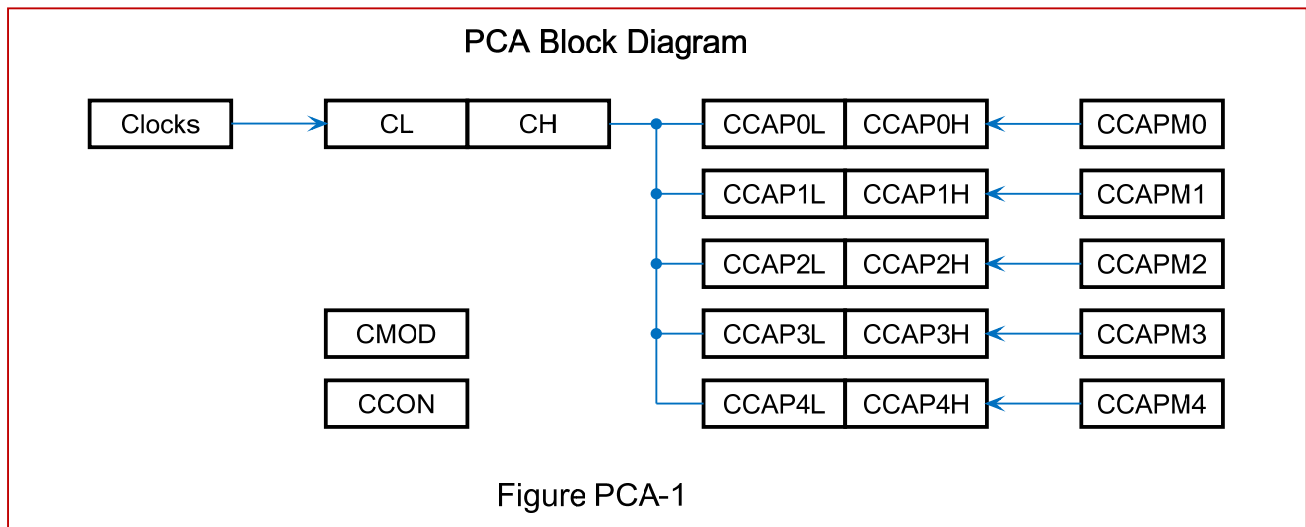 PCA Block Diagram
Clocks CL CH CCAP0L CCAP0H CCAPM0
CCAP1L CCAP1H CCAPM1
CCAP2L CCAP2H CCAPM2
CMOD CCAP3L CCAP3H CCAPM3
CCON CCAP4L CCAP4H CCAPM4
Figure PCA-1